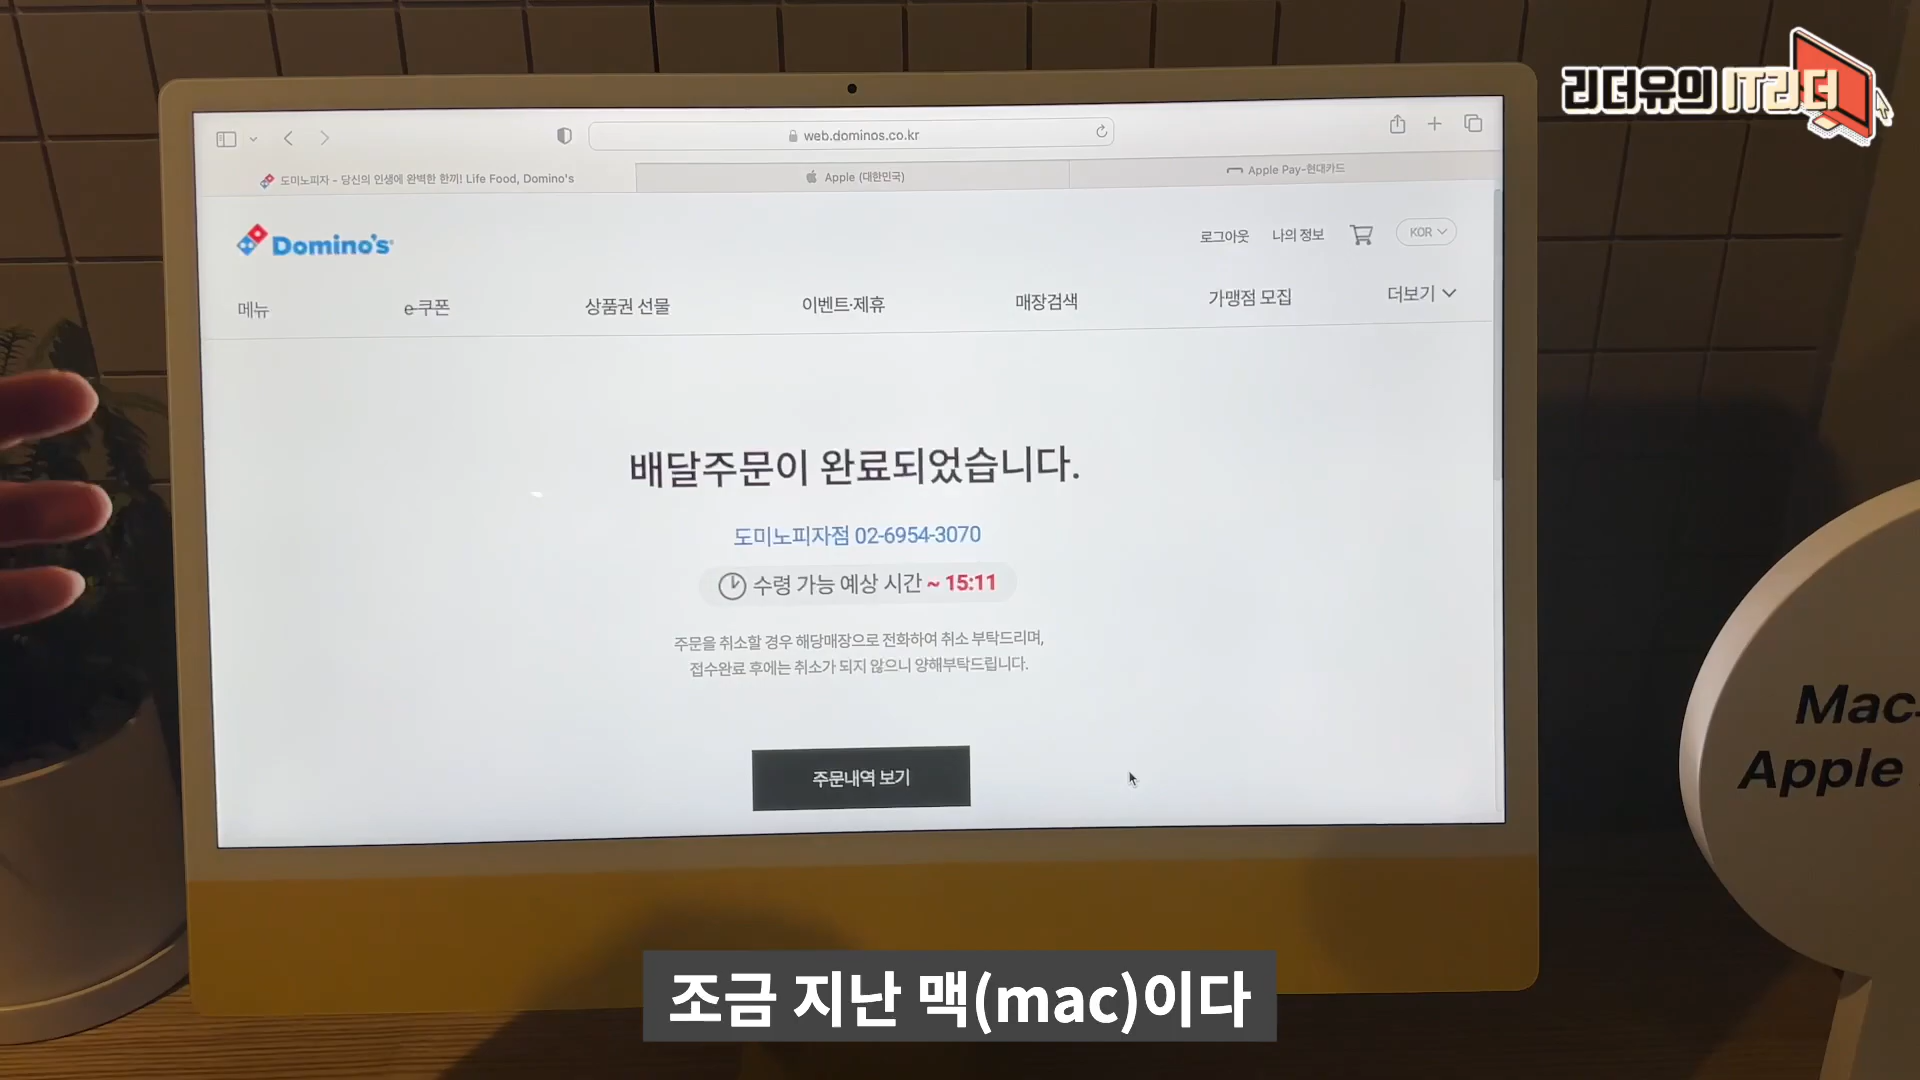 리더유의 IT리더
web.dominos.co.kr
도미노피자 - 당신의 인생에 완벽한 한끼! Life Food, Domino's
Apple (대한민국)
Apple Pay-현대카드
Domino's
로그아웃
나의 정보
KOR
메뉴
e-쿠폰
상품권 선물
이벤트·제휴
매장검색
가맹점 모집
더보기
배달주문이 완료되었습니다.
도미노피자점 02-6954-3070
수령 가능 예상 시간 ~ 15:11
주문을 취소할 경우 해당매장으로 전화하여 취소 부탁드리며,
접수완료 후에는 취소가 되지 않으니 양해부탁드립니다.
주문내역 보기
Mac
Apple
조금 지난 맥(mac)이다